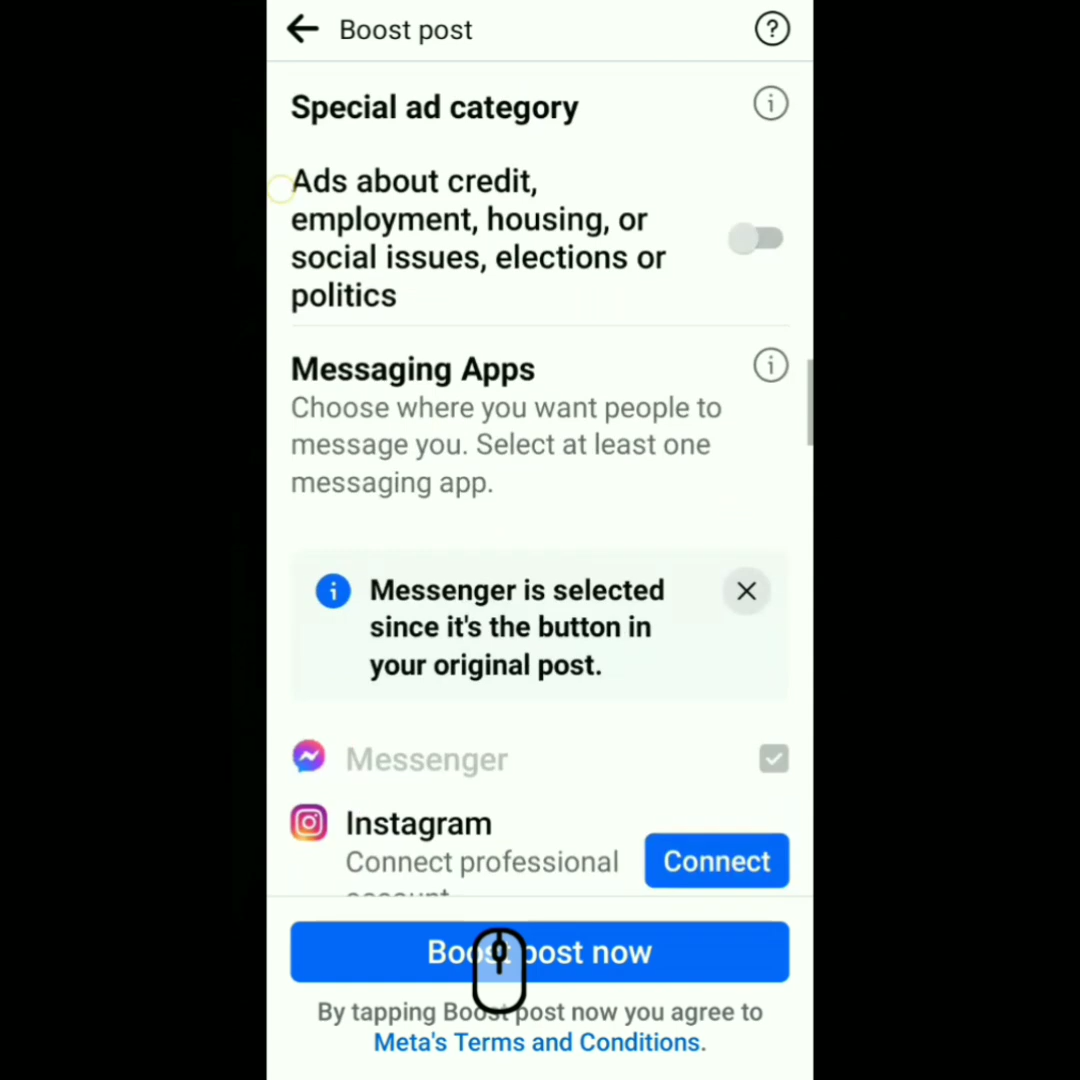 Boost post
Special ad category
Ads about credit,
employment, housing, or
social issues, elections or
politics
Messaging Apps
Choose where you want people to
message you. Select at least one
messaging app.
Messenger is selected
since it's the button in
your original post.
Messenger
Instagram
Connect professional
Connect
Boost post now
By tapping Boost post now you agree to
Meta's Terms and Conditions.